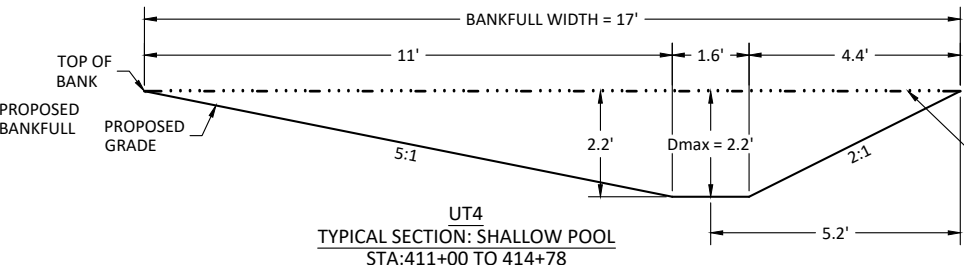 BANKFULL WIDTH = 17'
11'
1.6'
4.4'
TOP OF
BANK
PROPOSED
BANKFULL
PROPOSED
GRADE
5:1
2.2'
Dmax = 2.2'
2:1
5.2'
UT4
TYPICAL SECTION: SHALLOW POOL
STA:411+00 TO 414+78